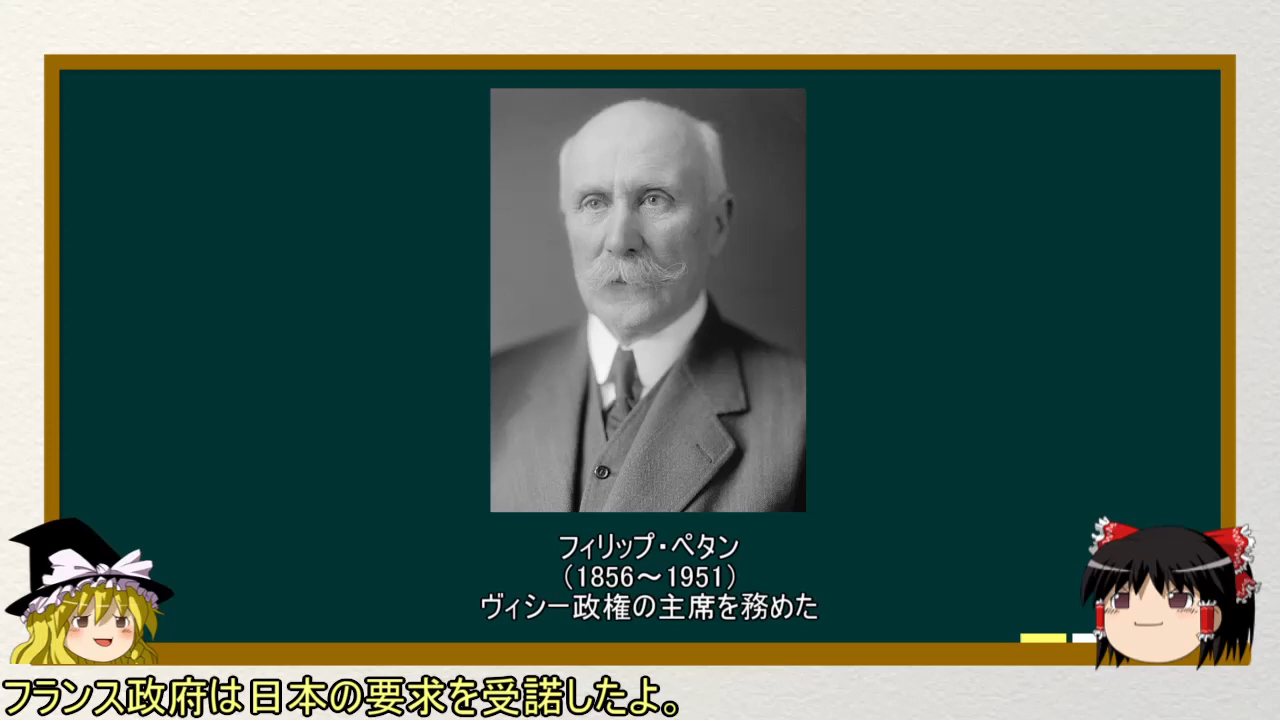 フィリップ・ペタン
（1856～1951）
ヴィシー政権の主席を務めた
フランス政府は日本の要求を受諾したよ。